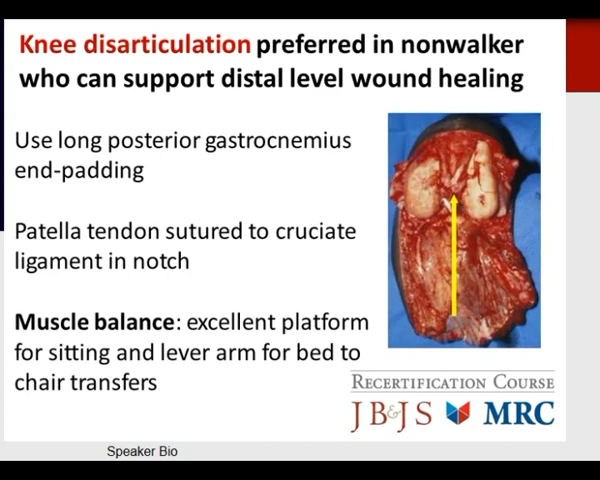 Knee disarticulation preferred in nonwalker
who can support distal level wound healing
Use long posterior gastrocnemius
end-padding
Patella tendon sutured to cruciate
ligament in notch
Muscle balance: excellent platform
for sitting and lever arm for bed to
chair transfers
RECERTIFICATION COURSE
JB&JS MRC
Speaker Bio